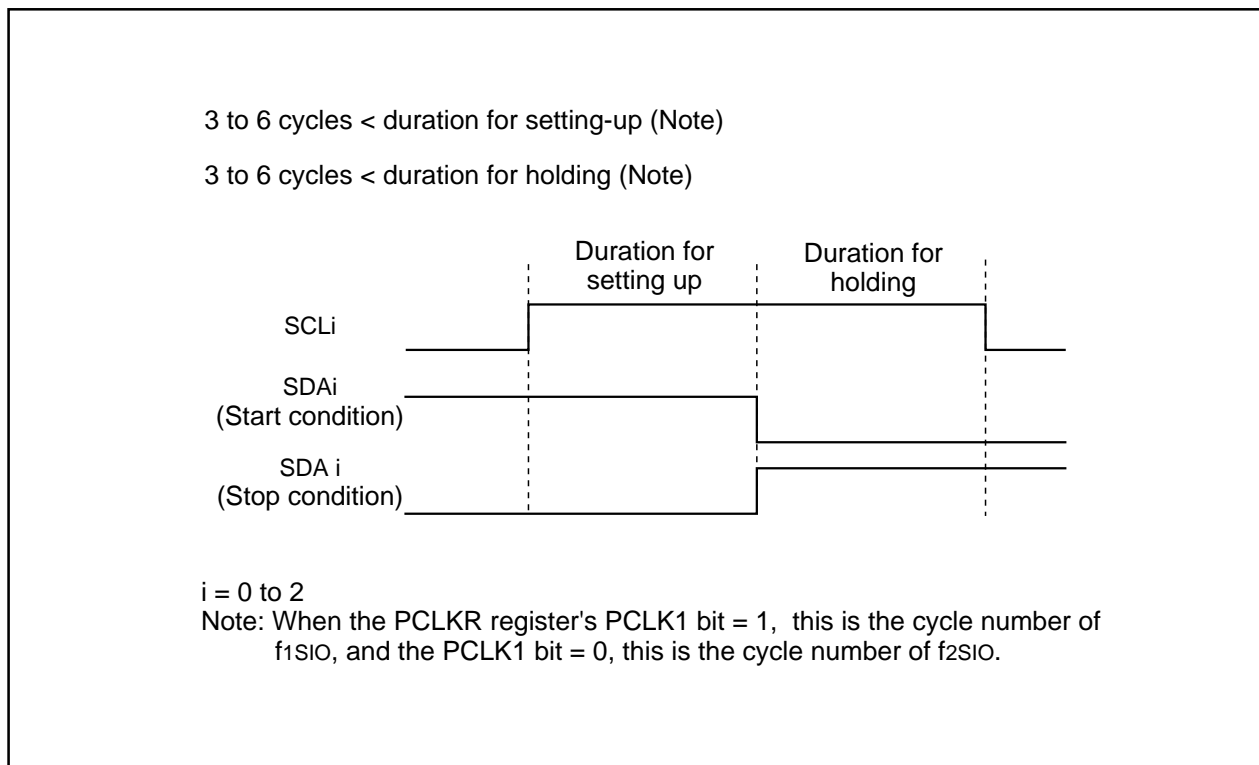 3 to 6 cycles < duration for setting-up (Note)
3 to 6 cycles < duration for holding (Note)
Duration for
setting up
Duration for
holding
SCLi
SDAi
(Start condition)
SDA i
(Stop condition)
i = 0 to 2
Note: When the PCLKR register's PCLK1 bit = 1, this is the cycle number of
f1SIO, and the PCLK1 bit = 0, this is the cycle number of f2SIO.